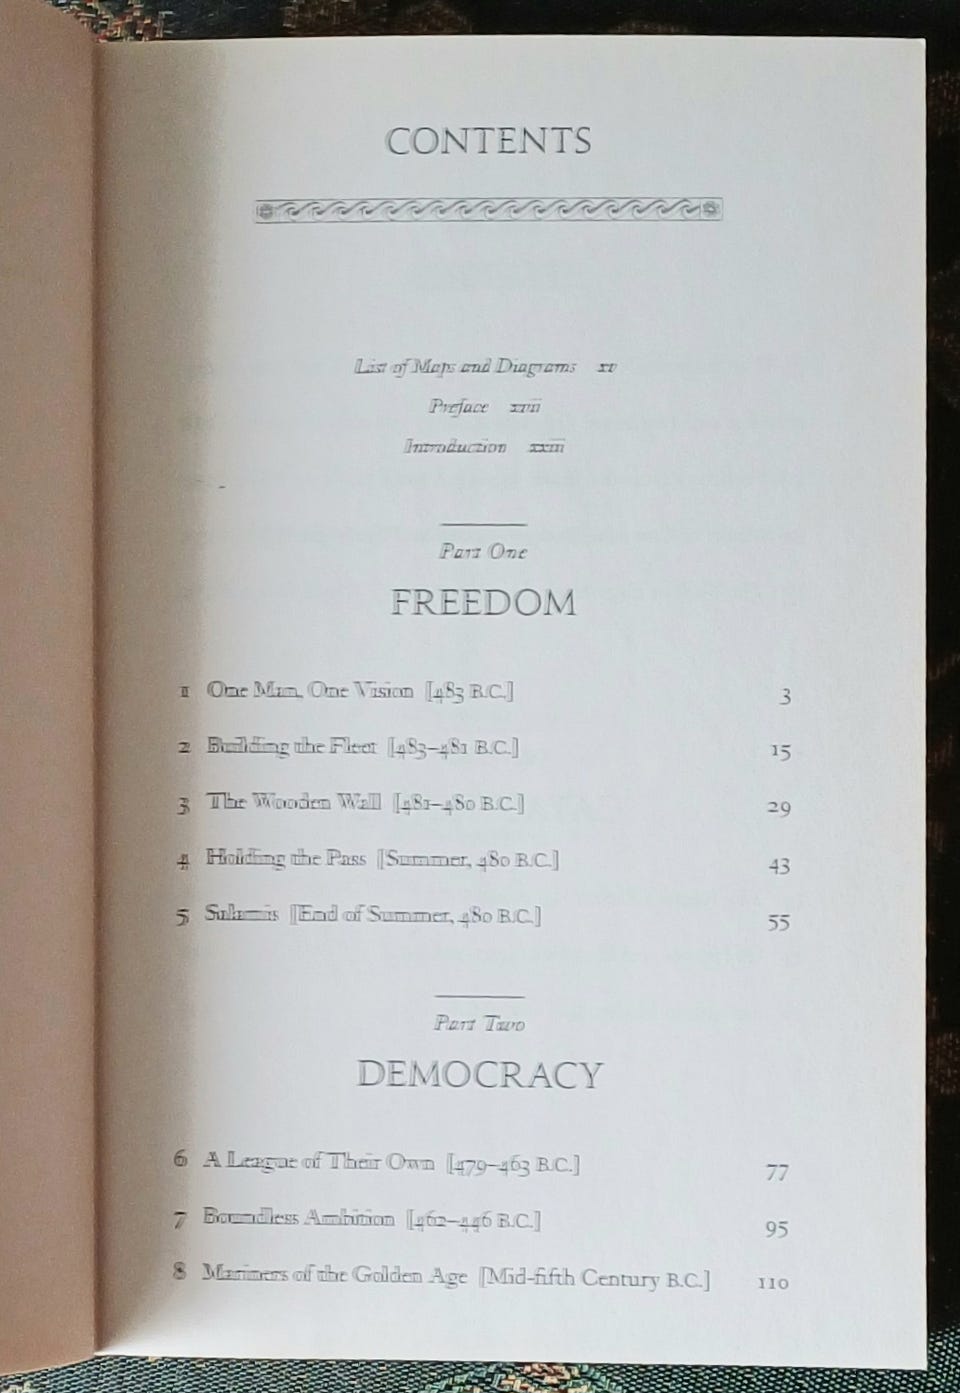 CONTENTS
List of Maps and Diagrams xv
Preface xvii
Introduction xxiii
Part One
FREEDOM
1 One Man, One Vision [483 B.C.] 3
2 Building the Fleet [483–481 B.C.] 15
3 The Wooden Wall [481–480 B.C.] 29
4 Holding the Pass [Summer, 480 B.C.] 43
5 Salamis [End of Summer, 480 B.C.] 55
Part Two
DEMOCRACY
6 A League of Their Own [479–463 B.C.] 77
7 Boundless Ambition [462–446 B.C.] 95
8 Mariners of the Golden Age [Mid-fifth Century B.C.] 110